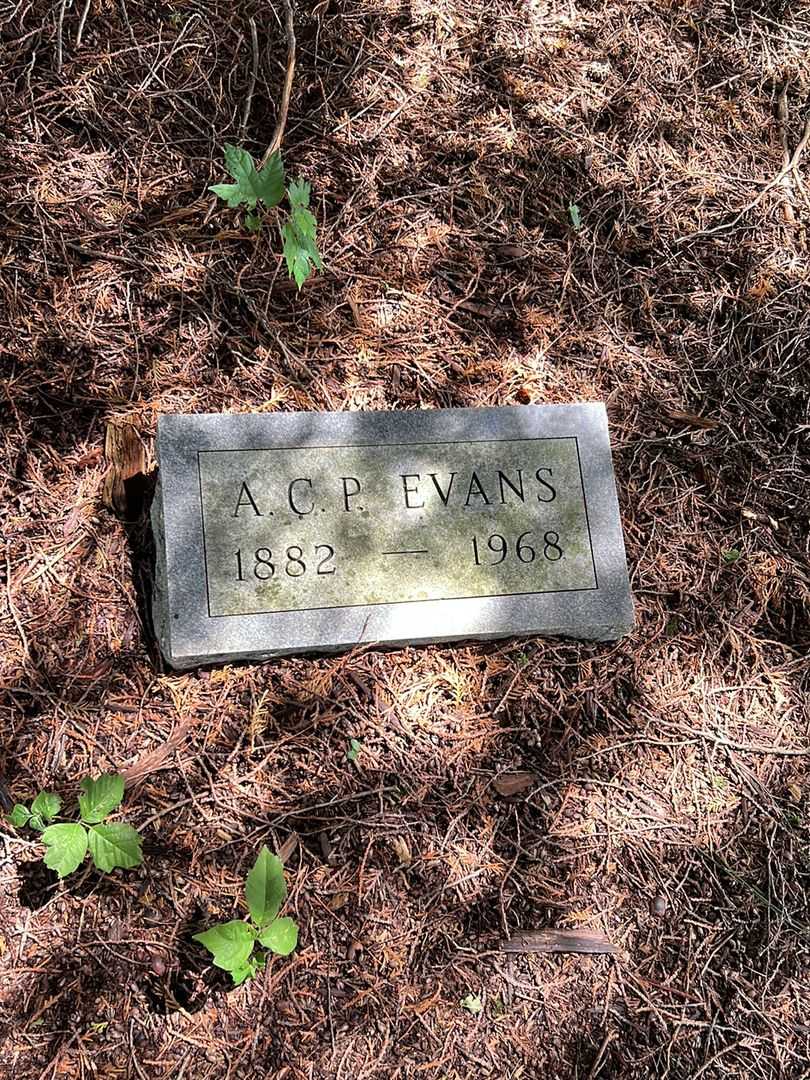 A. C. P. EVANS
1882 — 1968